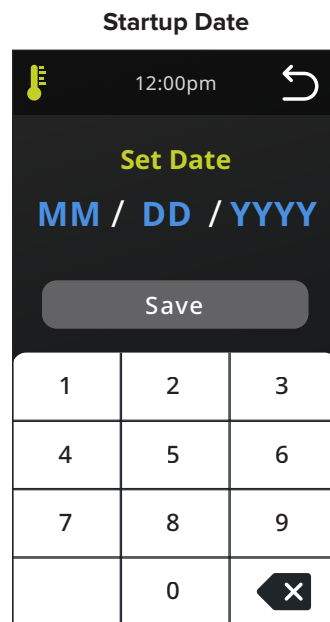 Startup Date
12:00pm
Set Date
MM / DD / YYYY
Save
1 2 3
4 5 6
7 8 9
0